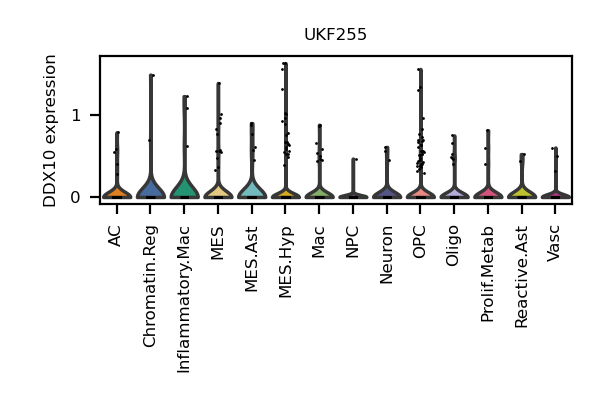 UKF255
DDX10 expression
1
0
AC
Chromatin.Reg
Inflammatory.Mac
MES
MES.Ast
MES.Hyp
Mac
NPC
Neuron
OPC
Oligo
Prolif.Metab
Reactive.Ast
Vasc